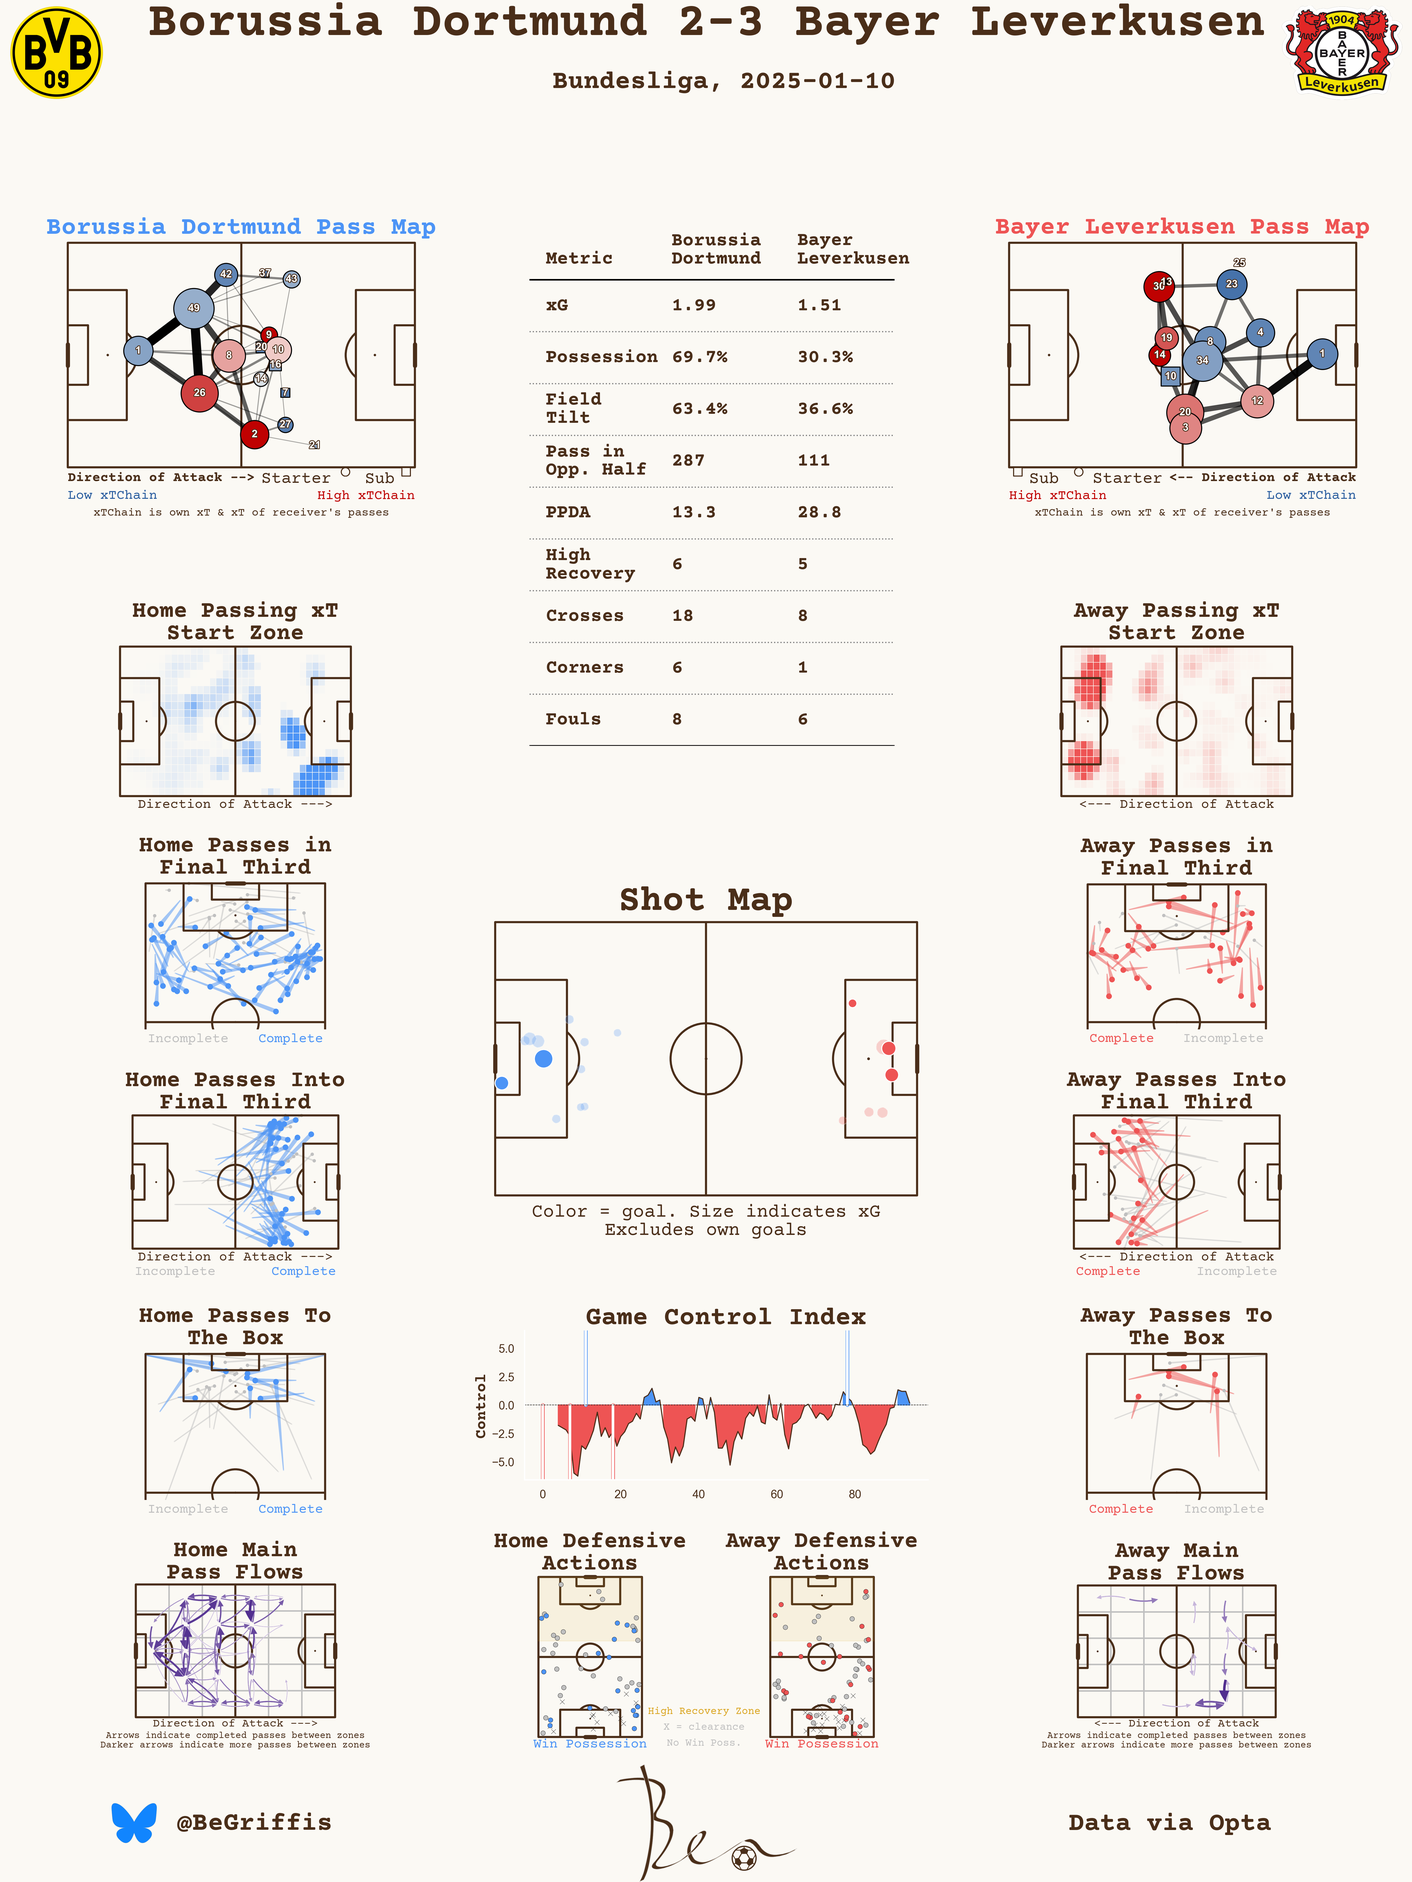 Borussia Dortmund 2-3 Bayer Leverkusen
Bundesliga, 2025-01-10
BVB
09
1904
BAYER
BAYER
Leverkusen
Borussia Dortmund Pass Map
42
37
43
49
1
9
20
10
8
16
14
26
7
2
27
21
Direction of Attack --> Starter Sub
Low xTChain High xTChain
xTChain is own xT & xT of receiver's passes
Metric Borussia Dortmund Bayer Leverkusen
xG 1.99 1.51
Possession 69.7% 30.3%
Field Tilt 63.4% 36.6%
Pass in Opp. Half 287 111
PPDA 13.3 28.8
High Recovery 6 5
Crosses 18 8
Corners 6 1
Fouls 8 6
Bayer Leverkusen Pass Map
25
30
13
23
19
8
4
14
34
1
10
12
20
3
Sub Starter <-- Direction of Attack
High xTChain Low xTChain
xTChain is own xT & xT of receiver's passes
Home Passing xT
Start Zone
Direction of Attack --->
Away Passing xT
Start Zone
<--- Direction of Attack
Home Passes in
Final Third
Incomplete Complete
Away Passes in
Final Third
Complete Incomplete
Shot Map
Color = goal. Size indicates xG
Excludes own goals
Home Passes Into
Final Third
Direction of Attack --->
Incomplete Complete
Away Passes Into
Final Third
<--- Direction of Attack
Complete Incomplete
Home Passes To
The Box
Incomplete Complete
Game Control Index
Control
5.0
2.5
0.0
−2.5
−5.0
0 20 40 60 80
Away Passes To
The Box
Complete Incomplete
Home Main
Pass Flows
Direction of Attack --->
Arrows indicate completed passes between zones
Darker arrows indicate more passes between zones
Home Defensive
Actions
Win Possession
Away Defensive
Actions
Win Possession
High Recovery Zone
X = clearance
No Win Poss.
Away Main
Pass Flows
<--- Direction of Attack
Arrows indicate completed passes between zones
Darker arrows indicate more passes between zones
@BeGriffis
Ben
Data via Opta